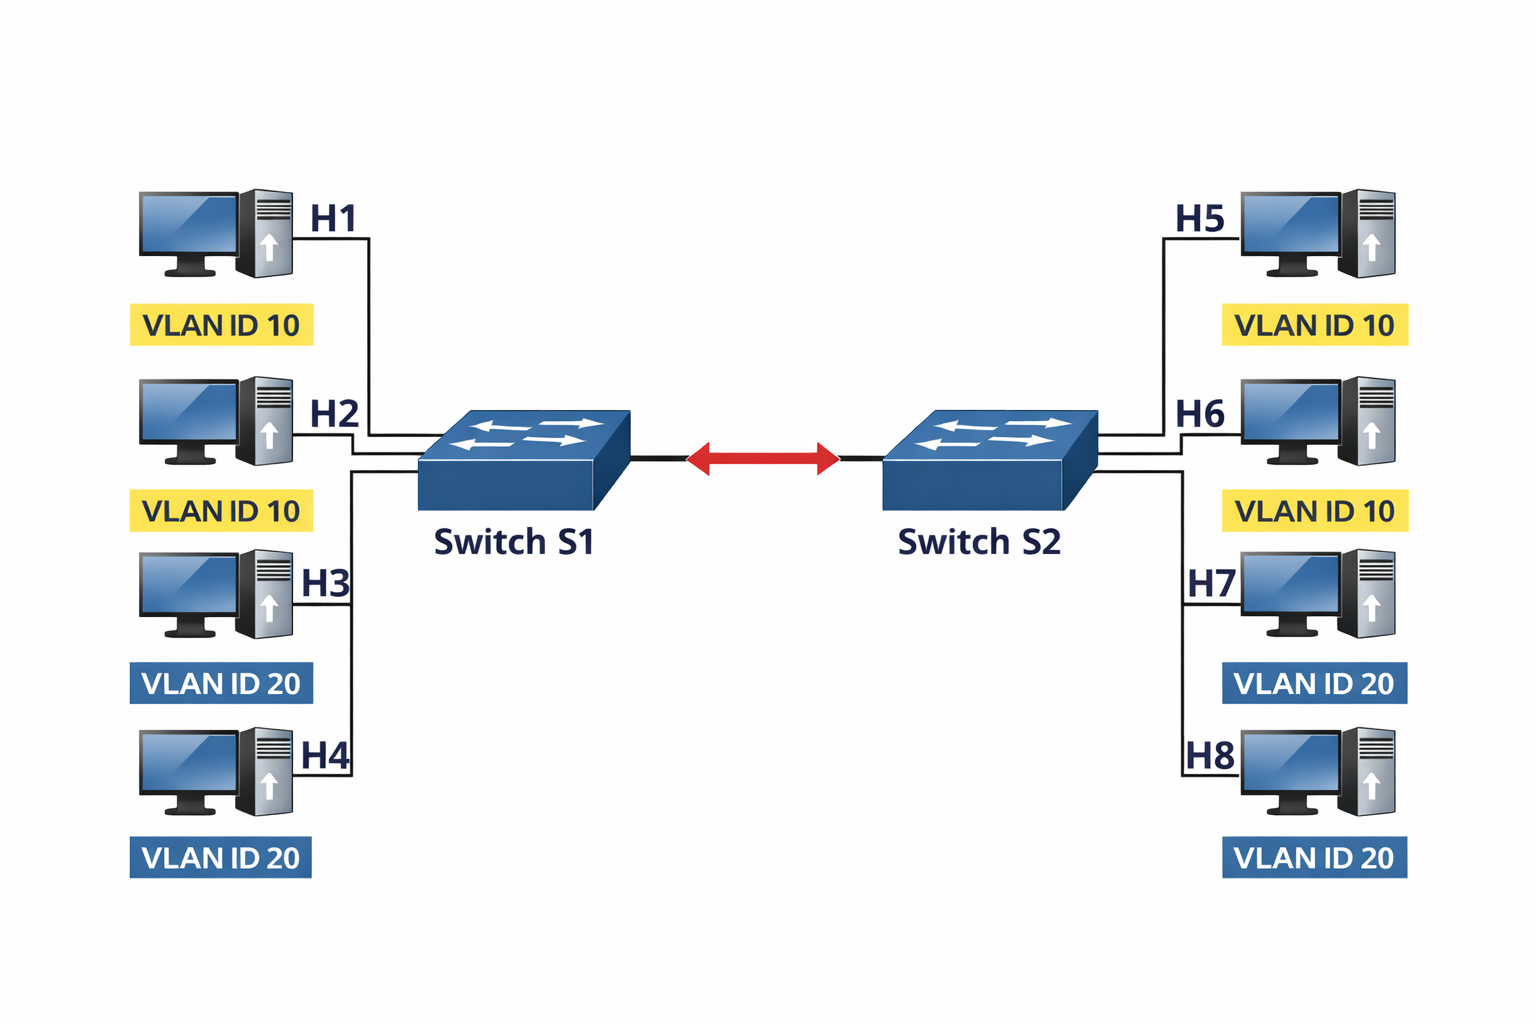 H1
VLAN ID 10
H2
VLAN ID 10
H3
VLAN ID 20
H4
VLAN ID 20
Switch S1
Switch S2
H5
VLAN ID 10
H6
VLAN ID 10
H7
VLAN ID 20
H8
VLAN ID 20